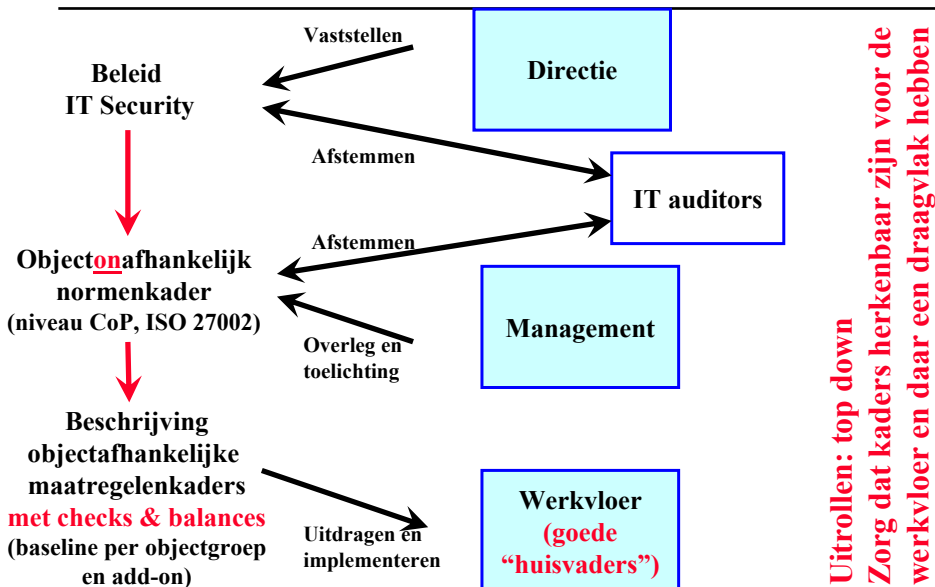 Vaststellen
Directie
Beleid
IT Security
Afstemmen
IT auditors
Afstemmen
Objectonafhankelijk
normenkader
(niveau CoP, ISO 27002)
Management
Overleg en
toelichting
Beschrijving
objectafhankelijke
maatregelenkaders
met checks & balances
(baseline per objectgroep
en add-on)
Uitdragen en
implementeren
Werkvloer
(goede
“huisvaders”)
Uitrollen: top down
Zorg dat kaders herkenbaar zijn voor de
werkvloer en daar een draagvlak hebben